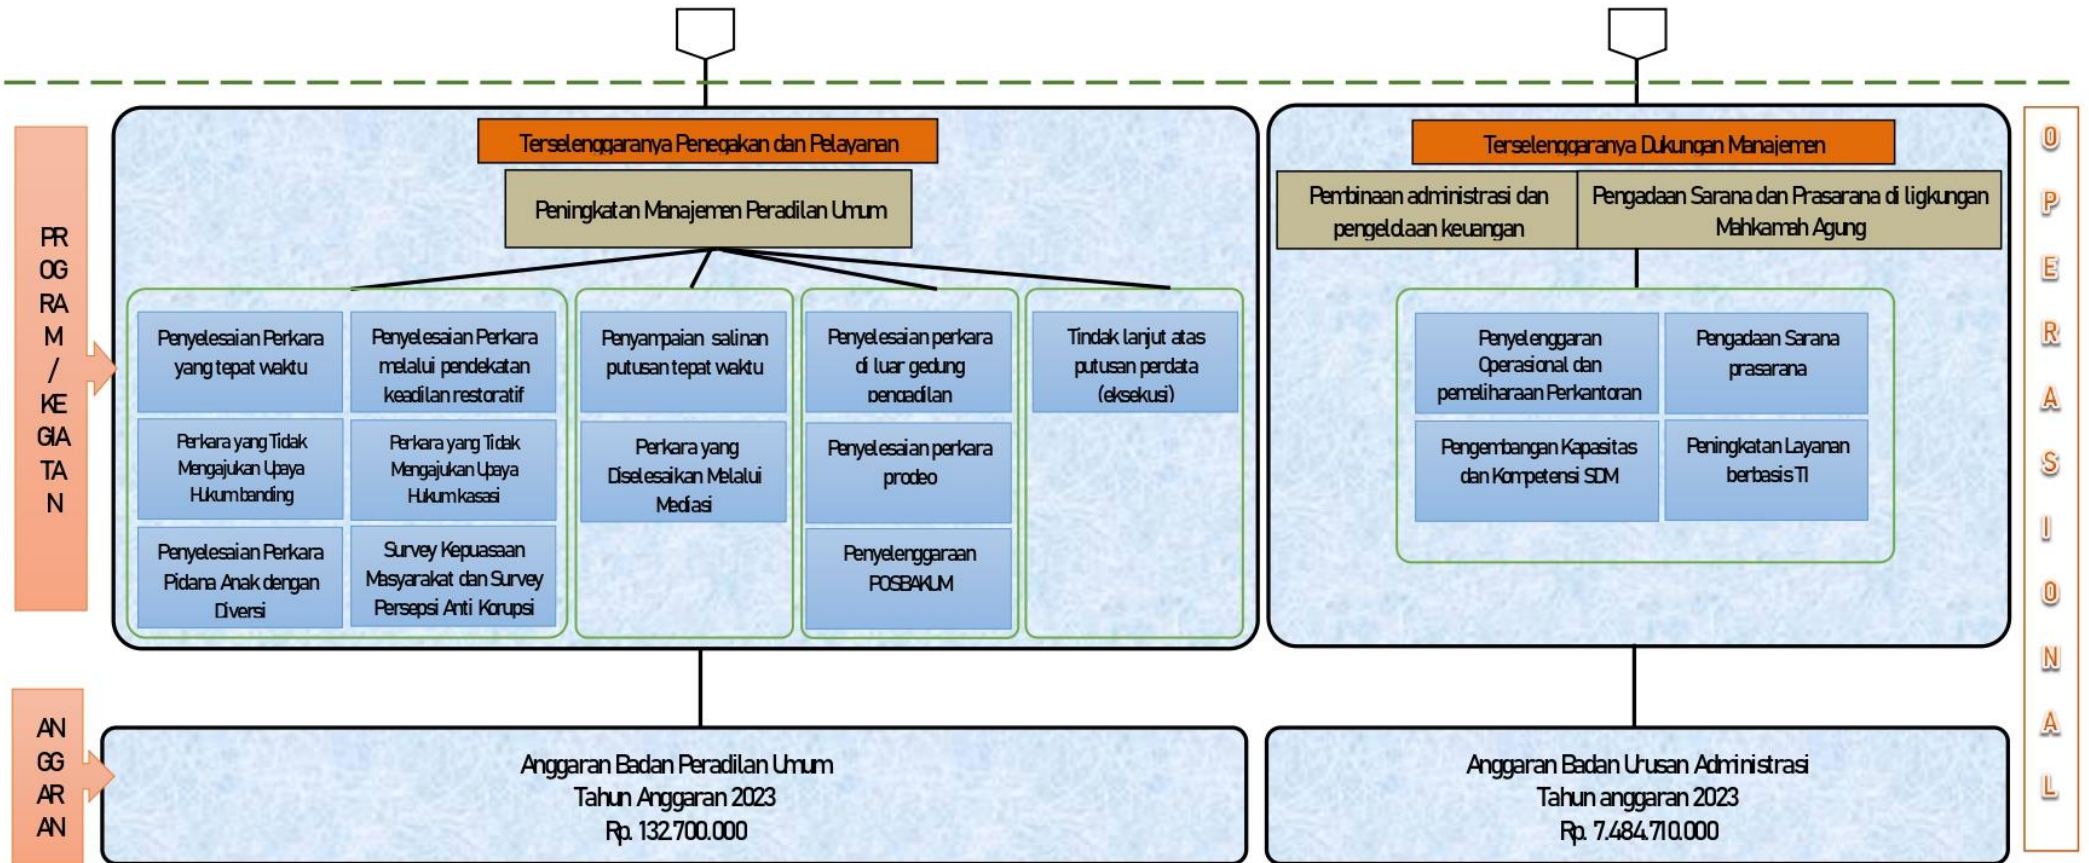 PR
OG
RA
M
/
KE
GIA
TA
N
Terselenggaranya Penegakan dan Pelayanan
Peningkatan Manajemen Peradilan Umum
Penyelesaian Perkara
yang tepat waktu
Penyelesaian Perkara
melalui pendekatan
keadilan restoratif
Perkara yang Tidak
Mengajukan Upaya
Hukum banding
Perkara yang Tidak
Mengajukan Upaya
Hukum kasasi
Penyelesaian Perkara
Pidana Anak dengan
Diversi
Survey Kepuasaan
Masyarakat dan Survey
Persepsi Anti Korupsi
Penyampaian salinan
putusan tepat waktu
Perkara yang
Diselesaikan Melalui
Mediasi
Penyelesaian perkara
di luar gedung
pengadilan
Penyelesaian perkara
prodeo
Penyelenggaraan
POSBAKUM
Tindak lanjut atas
putusan perdata
(eksekusi)
Terselenggaranya Dukungan Manajemen
Pembinaan administrasi dan
pengelolaan keuangan
Pengadaan Sarana dan Prasarana di ligkungan
Mahkamah Agung
Penyelenggaran
Operasional dan
pemeliharaan Perkantoran
Pengadaan Sarana
prasarana
Pengembangan Kapasitas
dan Kompetensi SDM
Peningkatan Layanan
berbasis TI
O
P
E
R
A
S
I
O
N
A
L
AN
GG
AR
AN
Anggaran Badan Peradilan Umum
Tahun Anggaran 2023
Rp. 132.700.000
Anggaran Badan Urusan Administrasi
Tahun anggaran 2023
Rp. 7.484.710.000